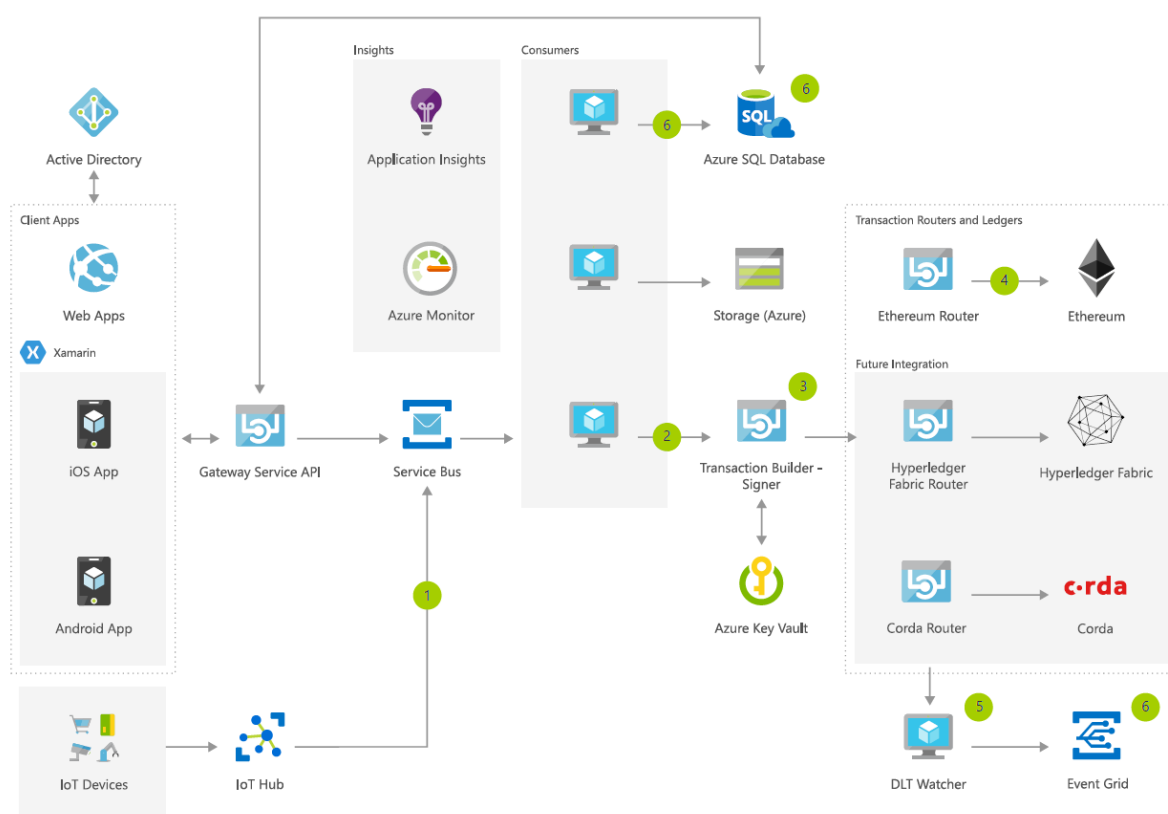 Insights
Consumers
6
SQL
6
Active Directory
Application Insights
Azure SQL Database
Client Apps
Transaction Routers and Ledgers
4
Web Apps
Azure Monitor
Storage (Azure)
Ethereum Router
Ethereum
Xamarin
Future Integration
3
2
iOS App
Gateway Service API
Service Bus
Transaction Builder -
Signer
Hyperledger
Fabric Router
Hyperledger Fabric
1
c·rda
Android App
Azure Key Vault
Corda Router
Corda
5
6
IoT Devices
IoT Hub
DLT Watcher
Event Grid